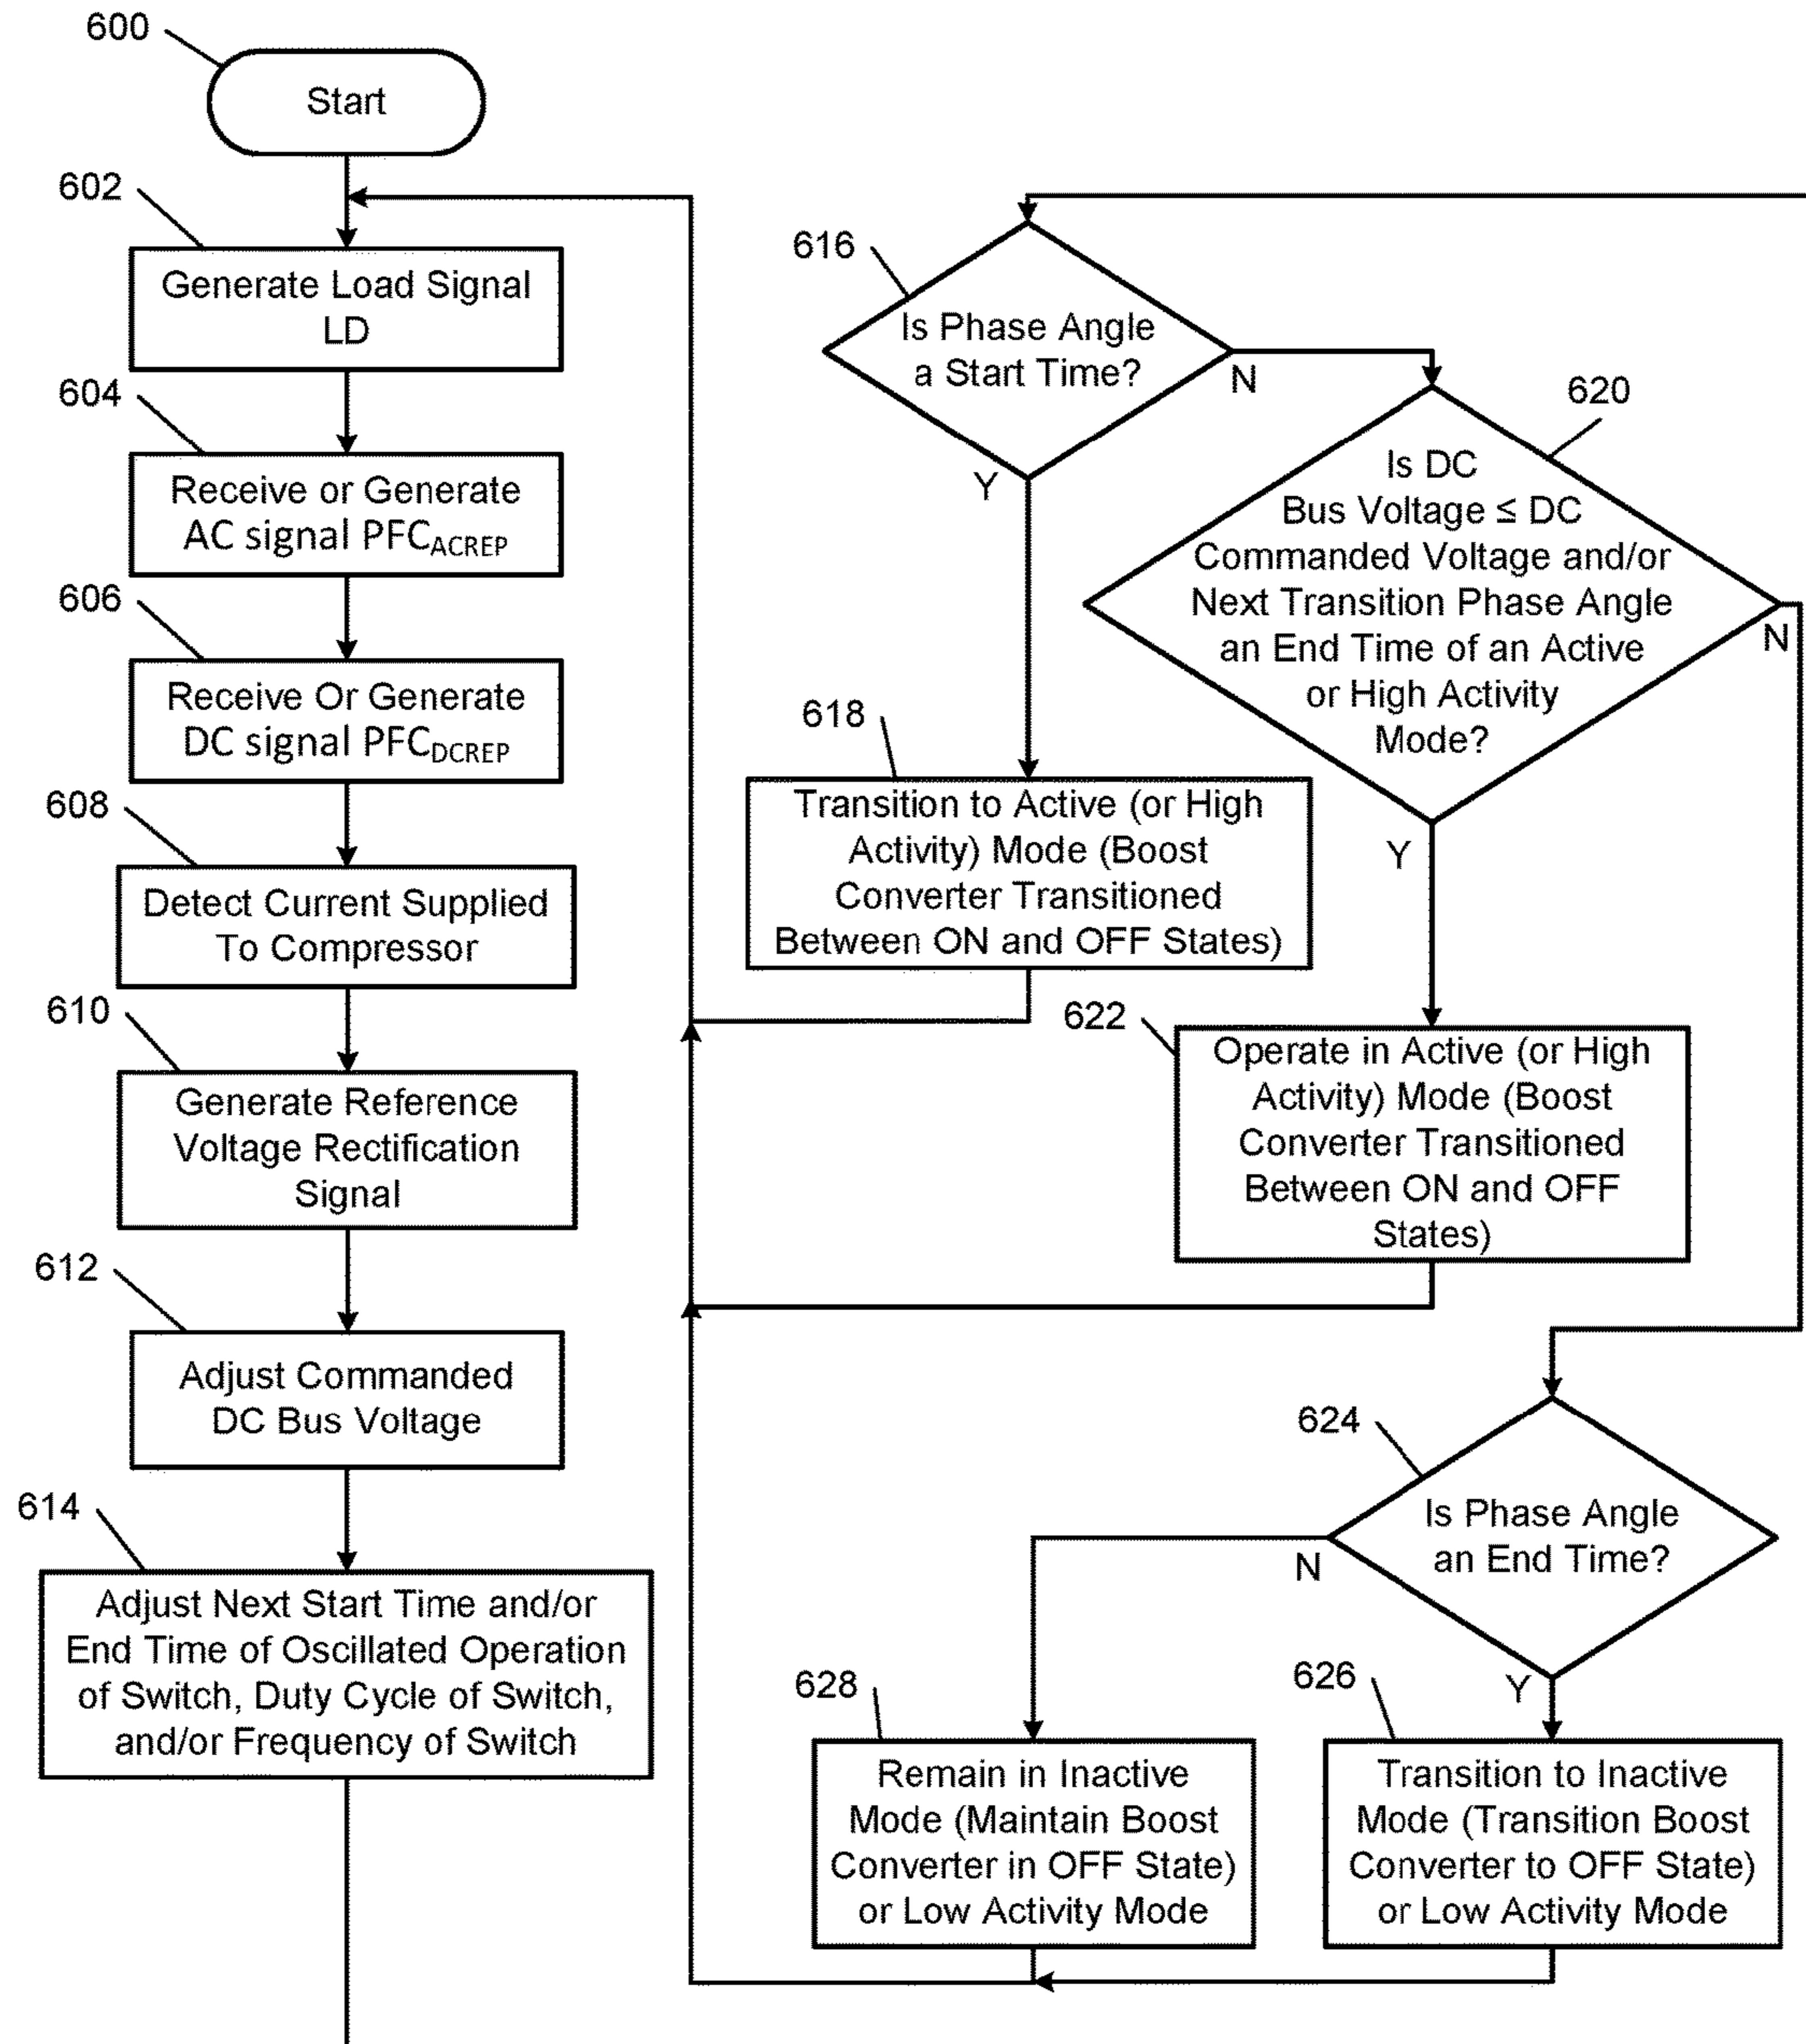 600
Start
602
Generate Load Signal
LD
604
Receive or Generate
AC signal PFCACREP
606
Receive Or Generate
DC signal PFCDCREP
608
Detect Current Supplied
To Compressor
610
Generate Reference
Voltage Rectification
Signal
612
Adjust Commanded
DC Bus Voltage
614
Adjust Next Start Time and/or
End Time of Oscillated Operation
of Switch, Duty Cycle of Switch,
and/or Frequency of Switch
616
Is Phase Angle
a Start Time?
N
Y
618
Transition to Active (or High
Activity) Mode (Boost
Converter Transitioned
Between ON and OFF States)
620
Is DC
Bus Voltage ≤ DC
Commanded Voltage and/or
Next Transition Phase Angle
an End Time of an Active
or High Activity
Mode?
N
Y
622
Operate in Active (or High
Activity) Mode (Boost
Converter Transitioned
Between ON and OFF
States)
624
Is Phase Angle
an End Time?
N
Y
628
Remain in Inactive
Mode (Maintain Boost
Converter in OFF State)
or Low Activity Mode
626
Transition to Inactive
Mode (Transition Boost
Converter to OFF State)
or Low Activity Mode